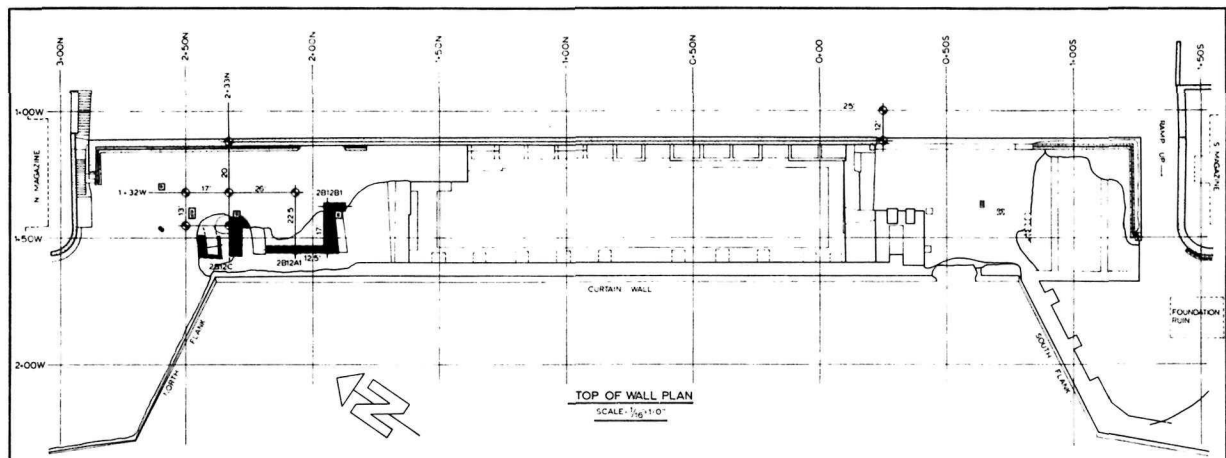 3+00N
2+50N
2+33N
2+00N
1+50N
1+00N
0+50N
0+00
0+50S
1+00S
1+50S
1+00W
25'
12'
N MAGAZINE
RAMP UP
S MAGAZINE
20
1+32W
17'
26
2B12B1
13'
22.5
17
1+50W
12.5'
2B12C
2B12A1
CURTAIN WALL
FOUNDATION
RUIN
NORTH FLANK
SOUTH FLANK
2+00W
N
TOP OF WALL PLAN
SCALE-1/16"=1'-0"